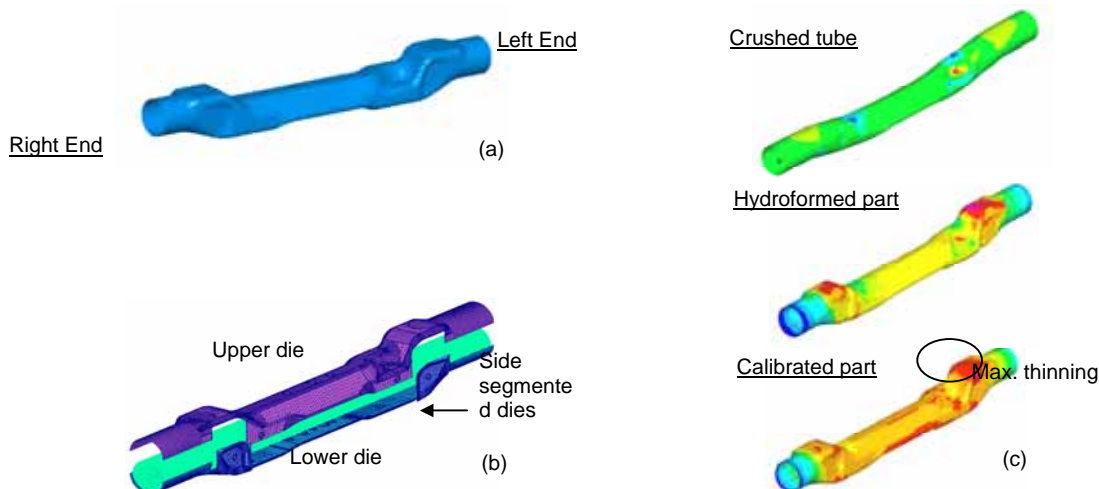 Left End
Right End
(a)
Upper die
Side
segmente
d dies
Lower die
(b)
Crushed tube
Hydroformed part
Calibrated part
Max. thinning
(c)